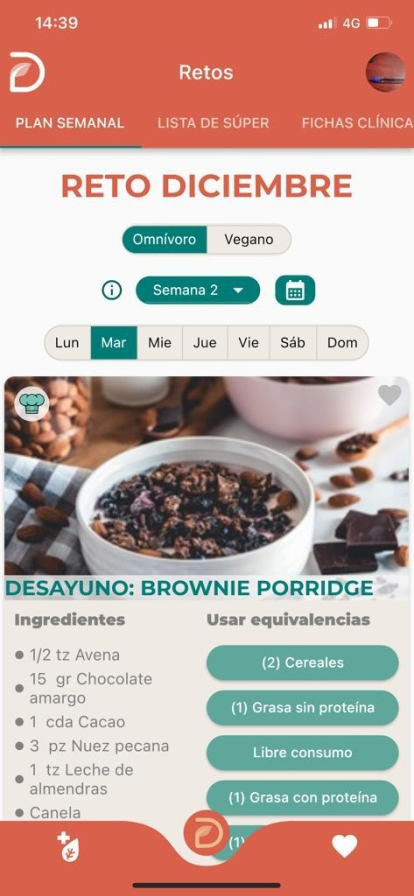 14:39
4G
Retos
PLAN SEMANAL
LISTA DE SÚPER
FICHAS CLÍNICA
RETO DICIEMBRE
Omnívoro
Vegano
Semana 2
Lun
Mar
Mie
Jue
Vie
Sáb
Dom
DESAYUNO: BROWNIE PORRIDGE
Ingredientes
1/2 tz Avena
15 gr Chocolate
amargo
1 cda Cacao
3 pz Nuez pecana
1 tz Leche de
almendras
Canela
Usar equivalencias
(2) Cereales
(1) Grasa sin proteína
Libre consumo
(1) Grasa con proteína
(1)